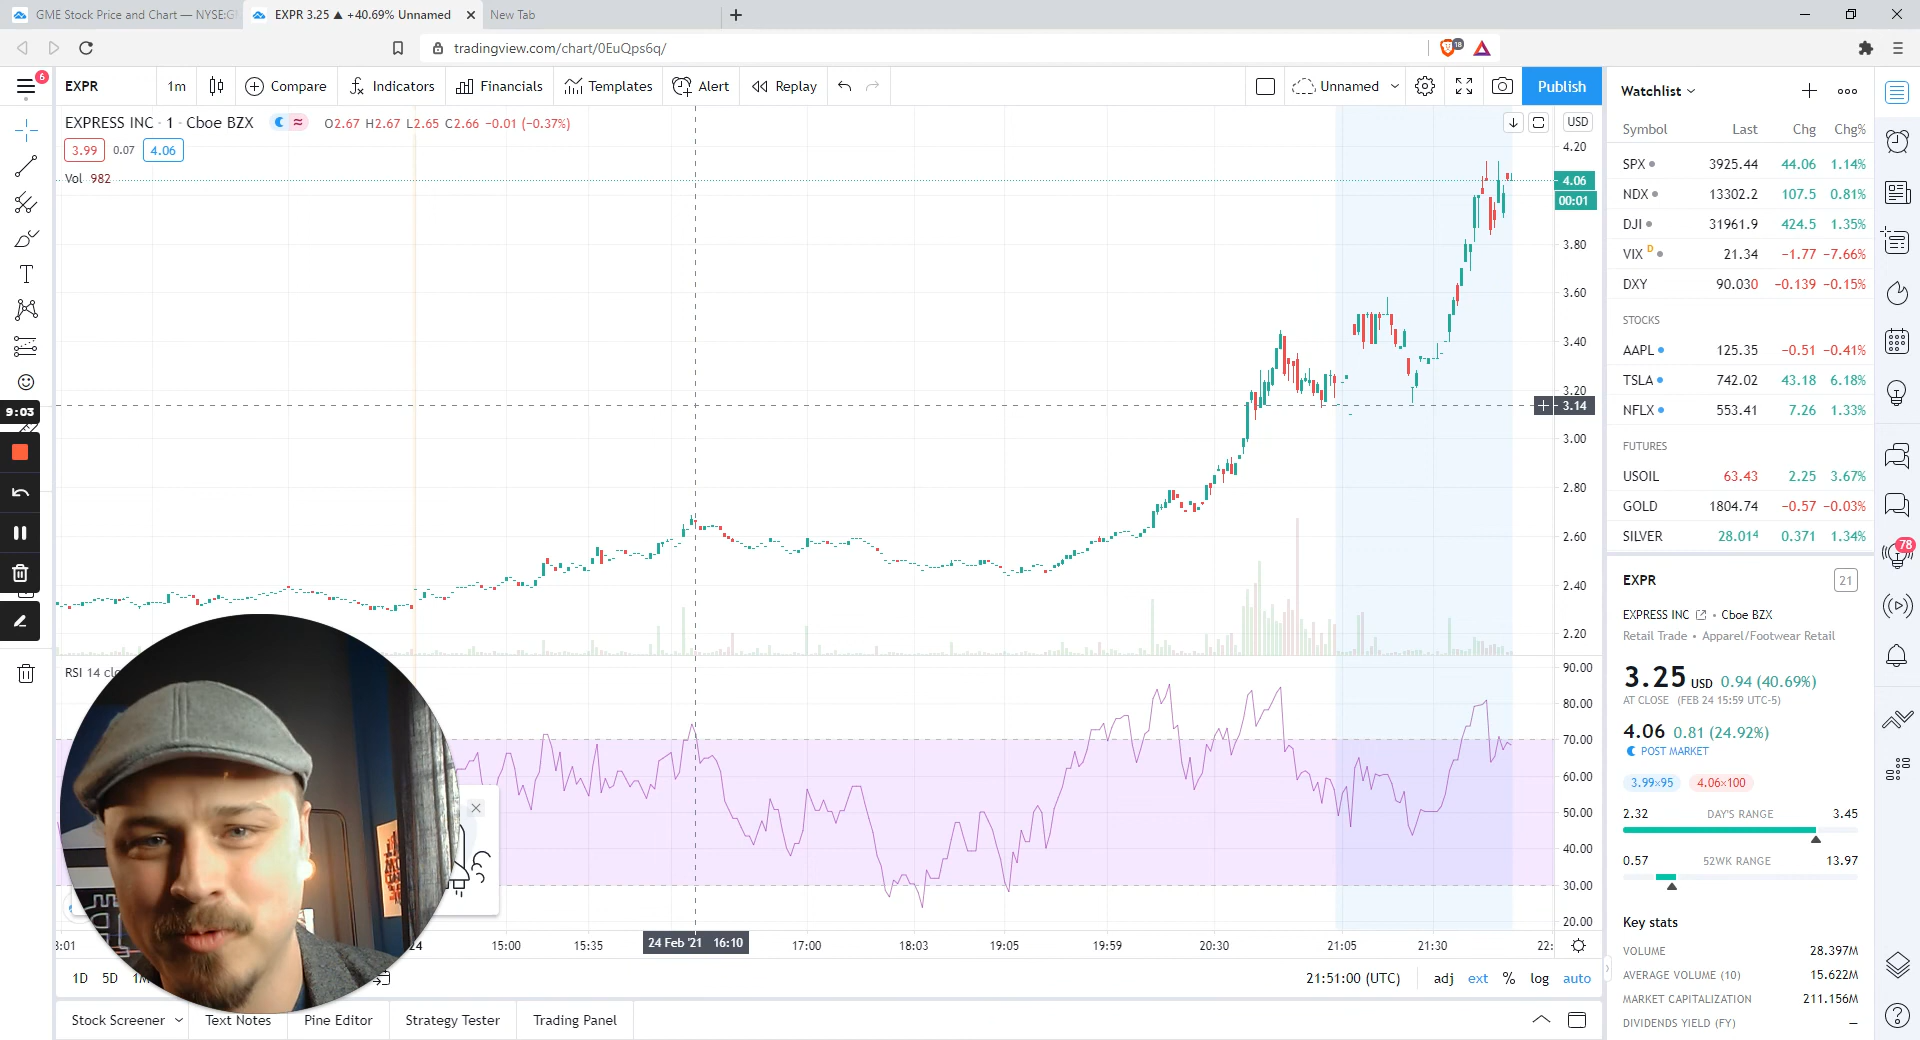 GME Stock Price and Chart — NYSE:G
EXPR 3.25 ▲ +40.69% Unnamed
New Tab
tradingview.com/chart/0EuQps6q/
18
6
EXPR 1m Compare Indicators Financials Templates Alert Replay Unnamed Publish
EXPRESS INC · 1 · Cboe BZX O2.67 H2.67 L2.65 C2.66 −0.01 (−0.37%)
3.99 0.07 4.06
Vol 982
USD
4.20
4.06
00:01
3.80
3.60
3.40
3.20
3.14
3.00
2.80
2.60
2.40
2.20
9:03
RSI 14
90.00
80.00
70.00
60.00
50.00
40.00
30.00
20.00
3:01 24 15:00 15:35 24 Feb '21 16:10 17:00 18:03 19:05 19:59 20:30 21:05 21:30 22:
1D 5D
21:51:00 (UTC) adj ext % log auto
Stock Screener Text Notes Pine Editor Strategy Tester Trading Panel
Watchlist
Symbol Last Chg Chg%
SPX 3925.44 44.06 1.14%
NDX 13302.2 107.5 0.81%
DJI 31961.9 424.5 1.35%
VIX D 21.34 −1.77 −7.66%
DXY 90.030 −0.139 −0.15%
STOCKS
AAPL 125.35 −0.51 −0.41%
TSLA 742.02 43.18 6.18%
NFLX 553.41 7.26 1.33%
FUTURES
USOIL 63.43 2.25 3.67%
GOLD 1804.74 −0.57 −0.03%
SILVER 28.014 0.371 1.34%
78
EXPR 21
EXPRESS INC • Cboe BZX
Retail Trade • Apparel/Footwear Retail
3.25 USD 0.94 (40.69%)
AT CLOSE (FEB 24 15:59 UTC-5)
4.06 0.81 (24.92%)
POST MARKET
3.99×95 4.06×100
2.32 DAY'S RANGE 3.45
0.57 52WK RANGE 13.97
Key stats
VOLUME 28.397M
AVERAGE VOLUME (10) 15.622M
MARKET CAPITALIZATION 211.156M
DIVIDENDS YIELD (FY) —